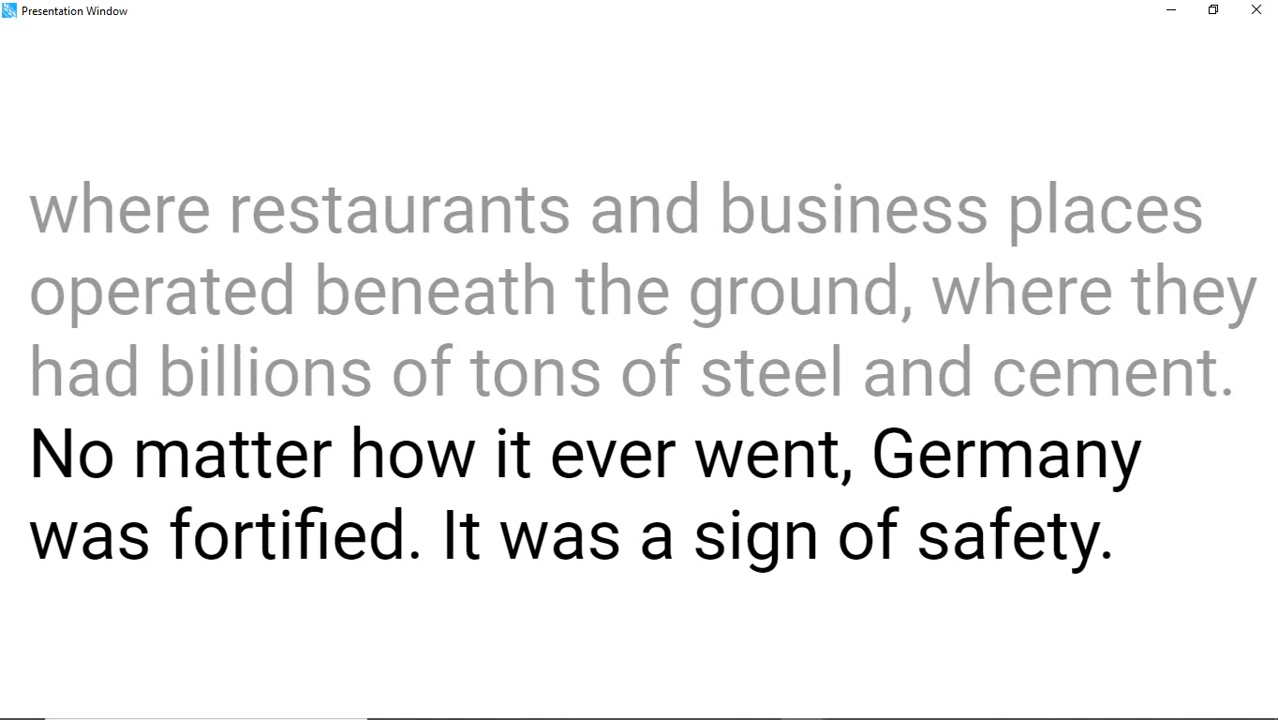 Presentation Window
where restaurants and business places
operated beneath the ground, where they
had billions of tons of steel and cement.
No matter how it ever went, Germany
was fortified. It was a sign of safety.